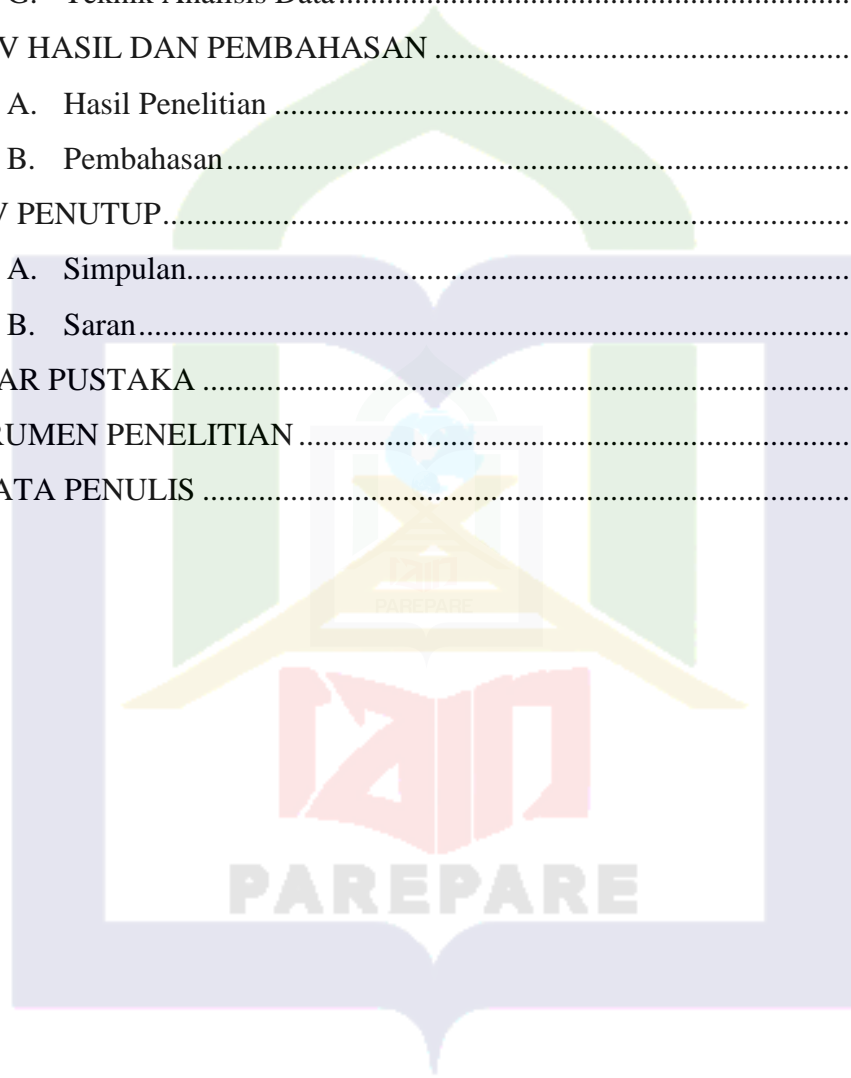 G. Teknik Analisis Data........................................................
V HASIL DAN PEMBAHASAN........................................................
A. Hasil Penelitian........................................................
B. Pembahasan........................................................
V PENUTUP........................................................
A. Simpulan........................................................
B. Saran........................................................
AR PUSTAKA........................................................
RUMEN PENELITIAN........................................................
ATA PENULIS........................................................
PAREPARE
iain
PAREPARE